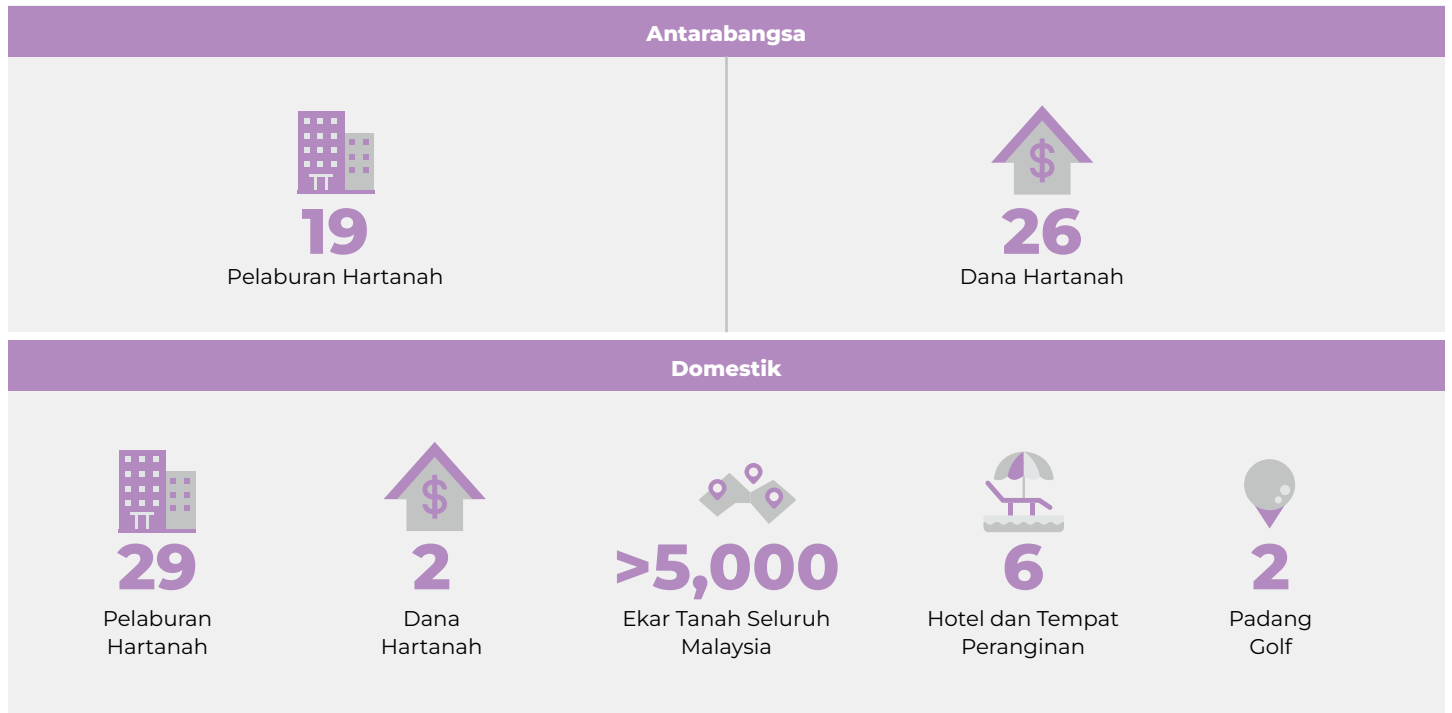 Antarabangsa
$
19
Pelaburan Hartanah
26
Dana Hartanah
Domestik
$
29
Pelaburan
Hartanah
2
Dana
Hartanah
>5,000
Ekar Tanah Seluruh
Malaysia
6
Hotel dan Tempat
Peranginan
2
Padang
Golf